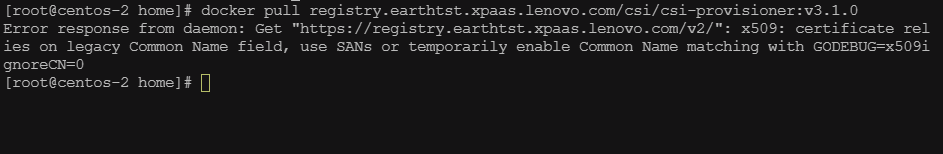 [root@centos-2 home]# docker pull registry.earthtst.xpaas.lenovo.com/csi/csi-provisioner:v3.1.0
Error response from daemon: Get "https://registry.earthtst.xpaas.lenovo.com/v2/": x509: certificate rel
ies on legacy Common Name field, use SANs or temporarily enable Common Name matching with GODEBUG=x509i
gnoreCN=0
[root@centos-2 home]#